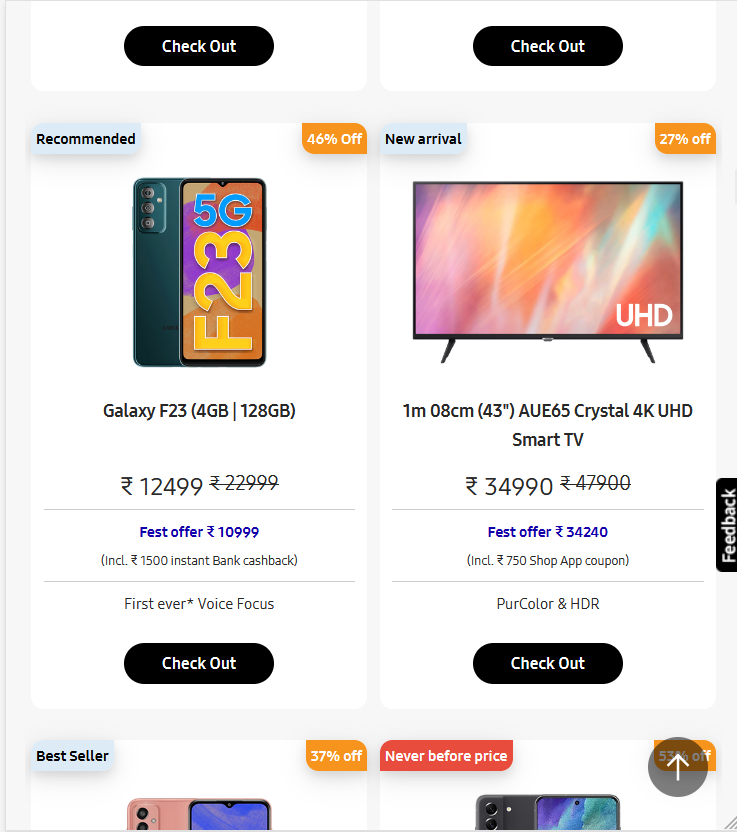 Check Out
Check Out
Recommended
46% Off
New arrival
27% off
5G
F23
UHD
Galaxy F23 (4GB | 128GB)
1m 08cm (43") AUE65 Crystal 4K UHD
Smart TV
₹ 12499 ₹ 22999
₹ 34990 ₹ 47900
Fest offer ₹ 10999
Fest offer ₹ 34240
(Incl. ₹ 1500 instant Bank cashback)
(Incl. ₹ 750 Shop App coupon)
First ever* Voice Focus
PurColor & HDR
Check Out
Check Out
Feedback
Best Seller
37% off
Never before price
53% off